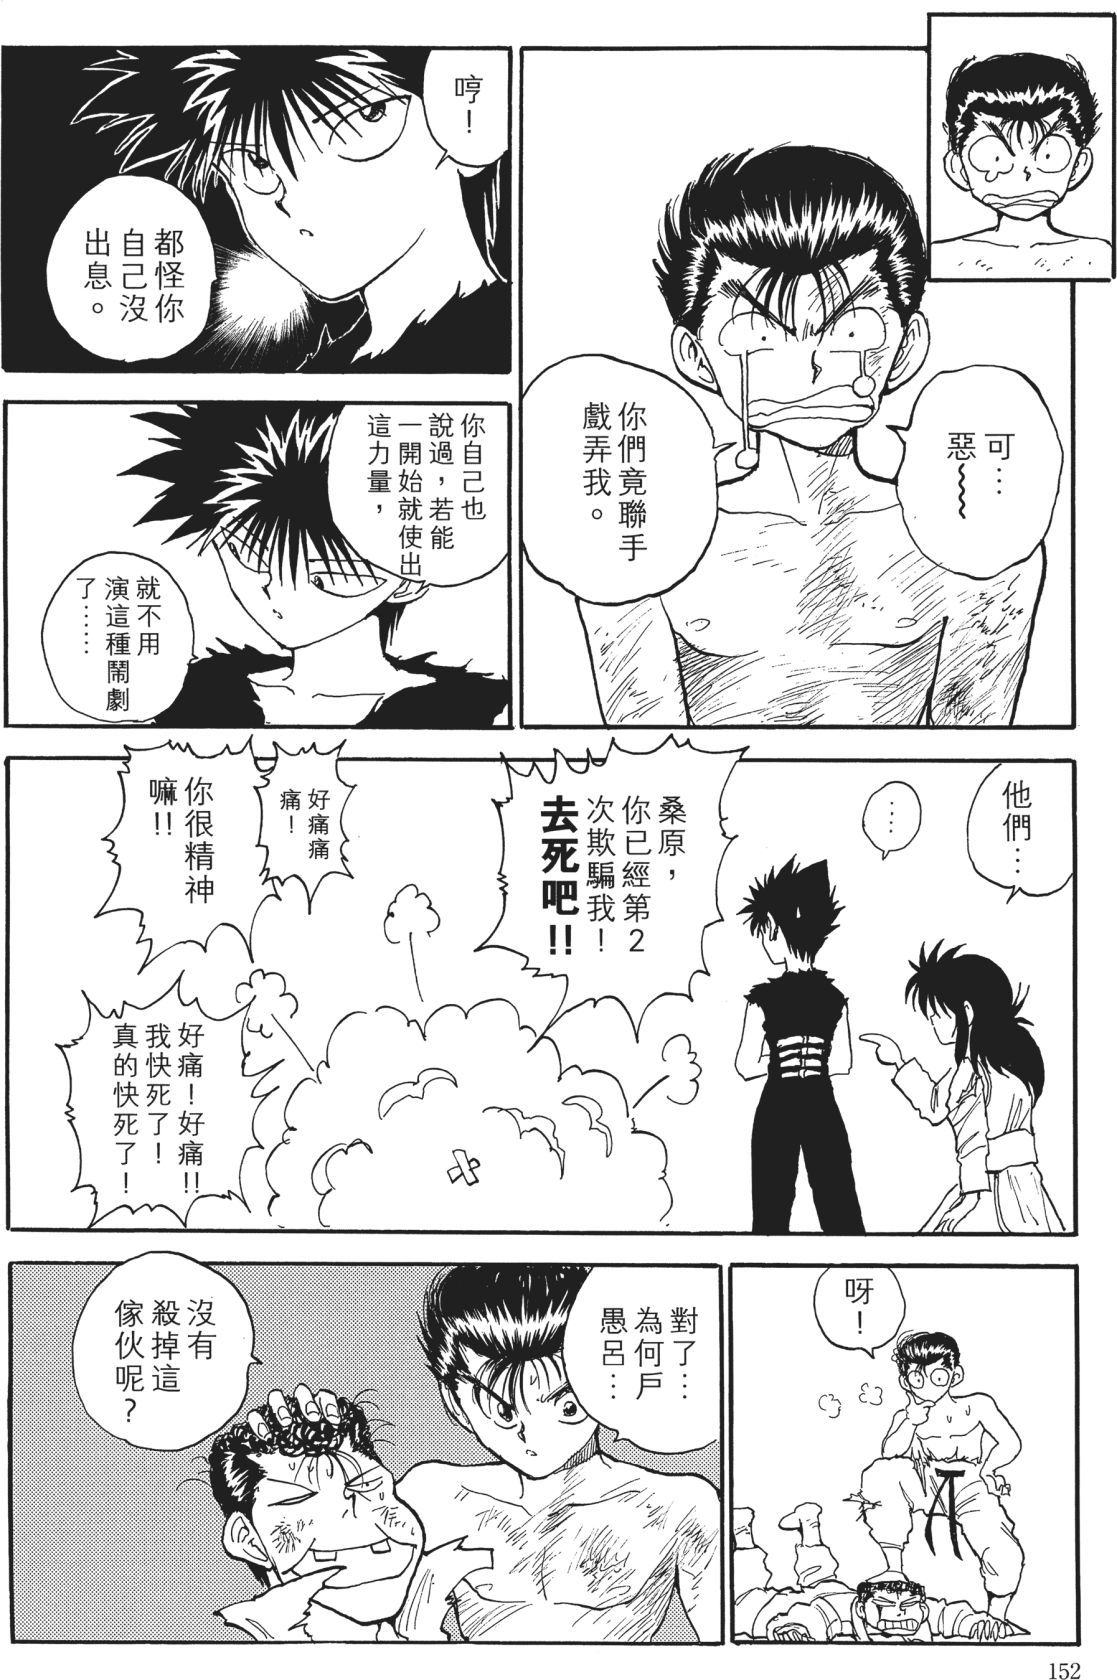 可…
惡~~~
你們竟聯手
戲弄我。
哼！
都怪你
自己沒
出息。
你自己也
說過，若能
一開始就使出
這力量，
就不用
演這種鬧劇
了……
他們…
…
桑原，
你已經第2
次欺騙我！
去死吧!!
好痛痛
痛！
你很精神
嘛!!
好痛！好痛!!
我快死了！
真的快死了！
呀！
對了…
為何戶
愚呂…
沒有
殺掉這
傢伙呢？
152